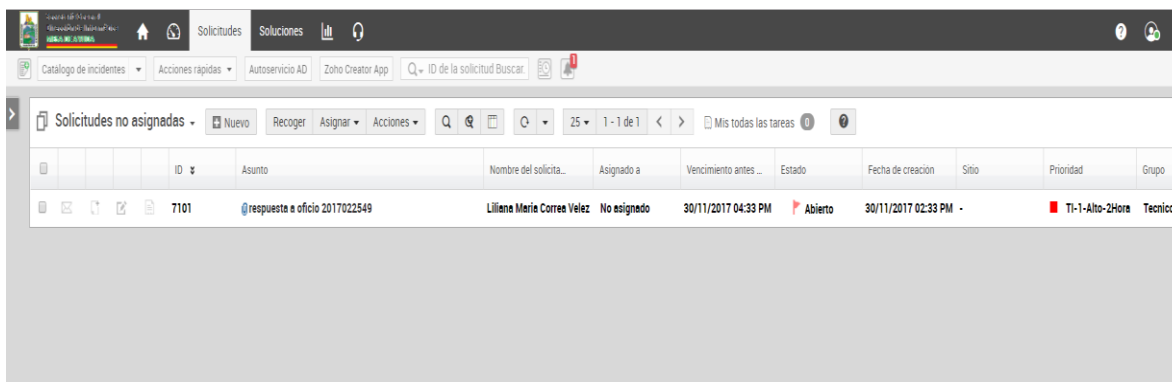 Solicitudes Soluciones
Catálogo de incidentes Acciones rápidas Autoservicio AD Zoho Creator App ID de la solicitud Buscar. 1
Solicitudes no asignadas Nuevo Recoger Asignar Acciones 25 1 - 1 de 1 Mis todas las tareas 0
ID Asunto Nombre del solicita... Asignado a Vencimiento antes ... Estado Fecha de creación Sitio Prioridad Grupo
7101 respuesta a oficio 2017022549 Liliana Maria Correa Velez No asignado 30/11/2017 04:33 PM Abierto 30/11/2017 02:33 PM - TI-1-Alto-2Hora Tecnico